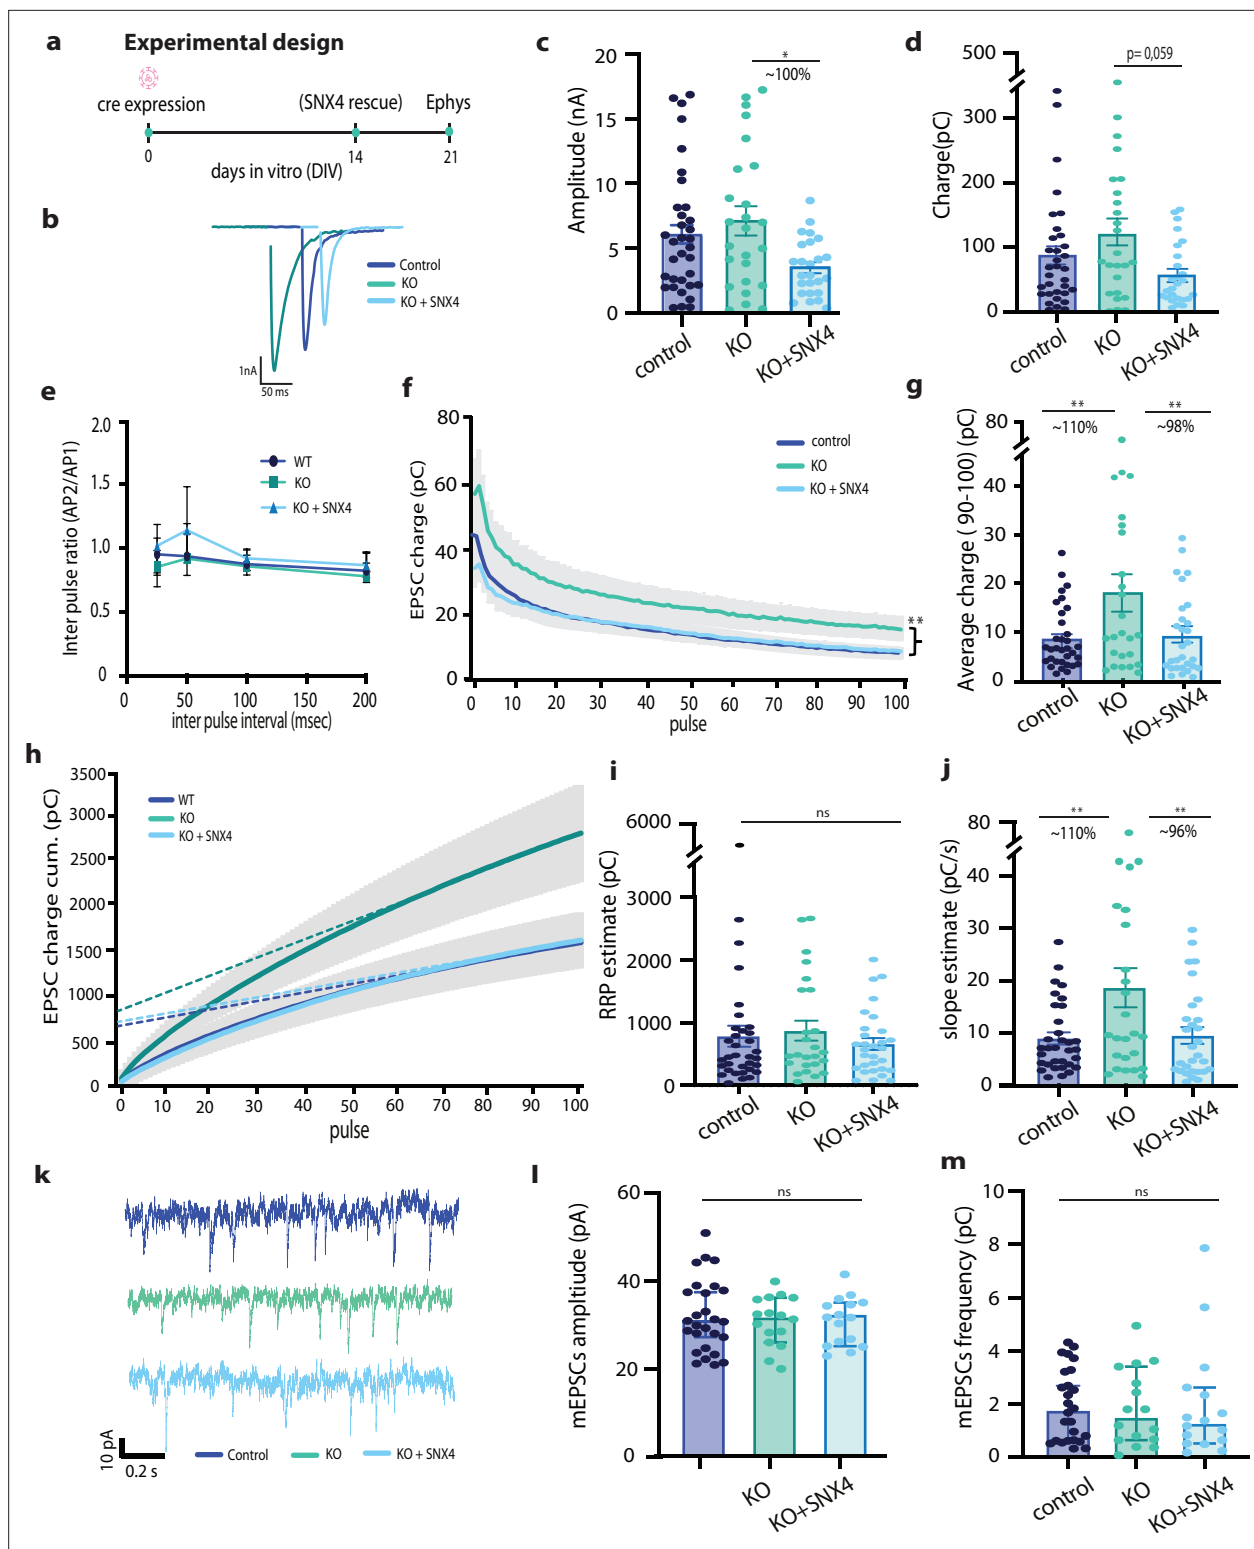 a Experimental design
cre expression
(SNX4 rescue)
Ephys
0
14
21
days in vitro (DIV)
b
Control
KO
KO + SNX4
1nA
50 ms
c
Amplitude (nA)
20
15
10
5
0
*
~100%
control
KO
KO+SNX4
d
Charge(pC)
500
300
200
100
0
p= 0,059
control
KO
KO+SNX4
e
Inter pulse ratio (AP2/AP1)
2.0
1.5
1.0
0.5
0
WT
KO
KO + SNX4
0 50 100 150 200
inter pulse interval (msec)
f
EPSC charge (pC)
80
60
40
20
0
control
KO
KO + SNX4
**
0 10 20 30 40 50 60 70 80 90 100
pulse
g
Average charge ( 90-100) (pC)
80
40
30
20
10
0
**
~110%
**
~98%
control
KO
KO+SNX4
h
EPSC charge cum. (pC)
3500
3000
2500
2000
1500
1000
500
0
WT
KO
KO + SNX4
0 10 20 30 40 50 60 70 80 90 100
pulse
i
RRP estimate (pC)
6000
3000
2000
1000
0
ns
control
KO
KO+SNX4
j
slope estimate (pC/s)
80
40
30
20
10
0
**
~110%
**
~96%
control
KO
KO+SNX4
k
10 pA
0.2 s
Control
KO
KO + SNX4
l
mEPSCs ampltitude (pA)
60
40
20
0
ns
KO
KO+SNX4
m
mEPSCs frequency (pC)
10
8
6
4
2
0
ns
control
KO
KO+SNX4